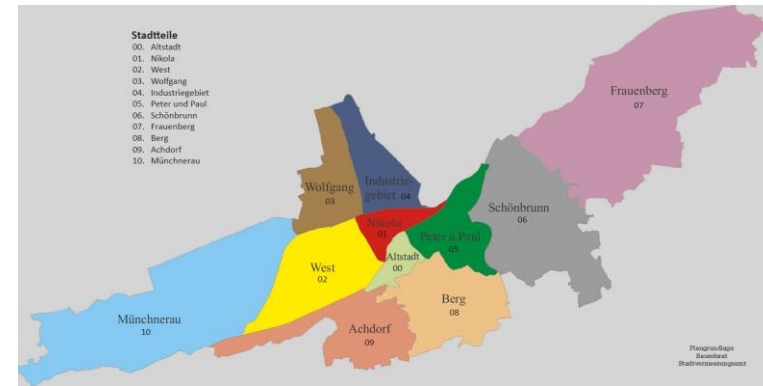 Stadtteile
00. Altstadt
01. Nikola
02. West
03. Wolfgang
04. Industriegebiet
05. Peter und Paul
06. Schönbrunn
07. Frauenberg
08. Berg
09. Achdorf
10. Münchnerau
Frauenberg
07
Industrie-
gebiet 04
Wolfgang
03
Schönbrunn
06
Nikola
01
Peter u.Paul
05
Altstadt
00
West
02
Berg
08
Münchnerau
10
Achdorf
09
Plangrundlage
Baureferat
Stadtvermessungsamt